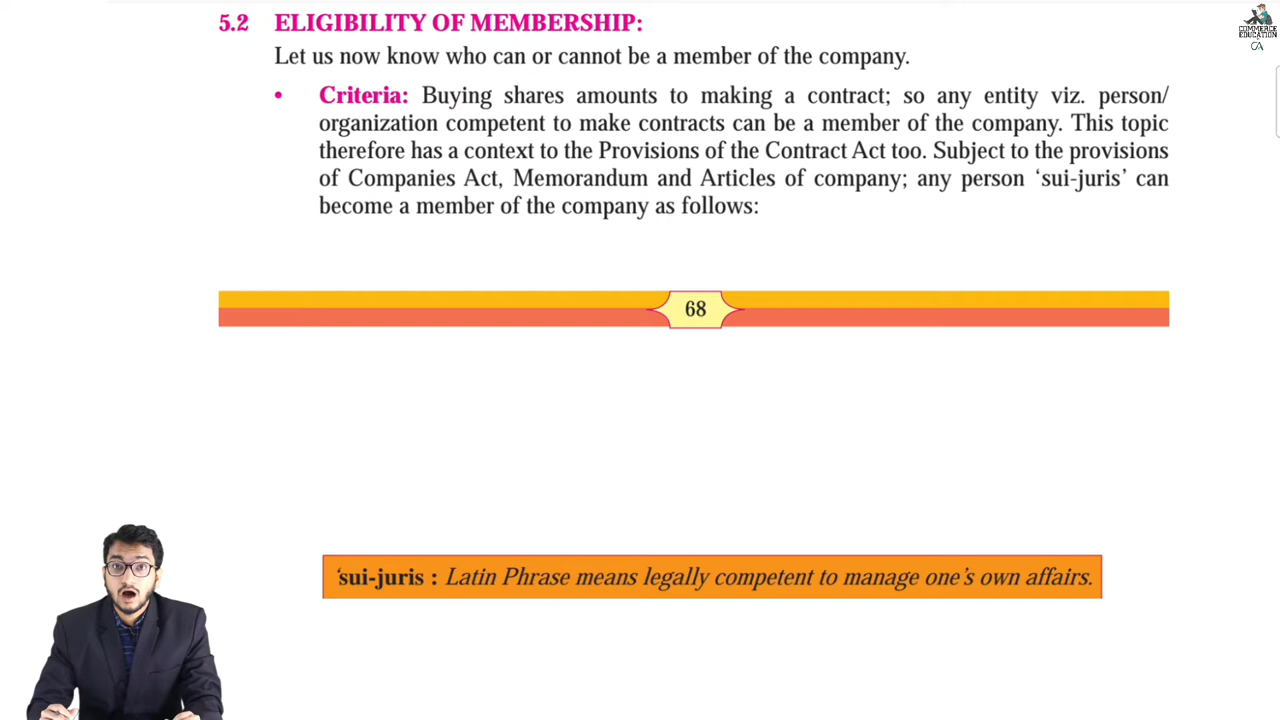 5.2 ELIGIBILITY OF MEMBERSHIP:
Let us now know who can or cannot be a member of the company.
• Criteria: Buying shares amounts to making a contract; so any entity viz. person/
organization competent to make contracts can be a member of the company. This topic
therefore has a context to the Provisions of the Contract Act too. Subject to the provisions
of Companies Act, Memorandum and Articles of company; any person ‘sui-juris’ can
become a member of the company as follows:
68
‘sui-juris : Latin Phrase means legally competent to manage one’s own affairs.
COMMERCE
EDUCATION
CA